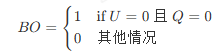 BO = { 1 if U = 0 且 Q = 0
0 其他情况